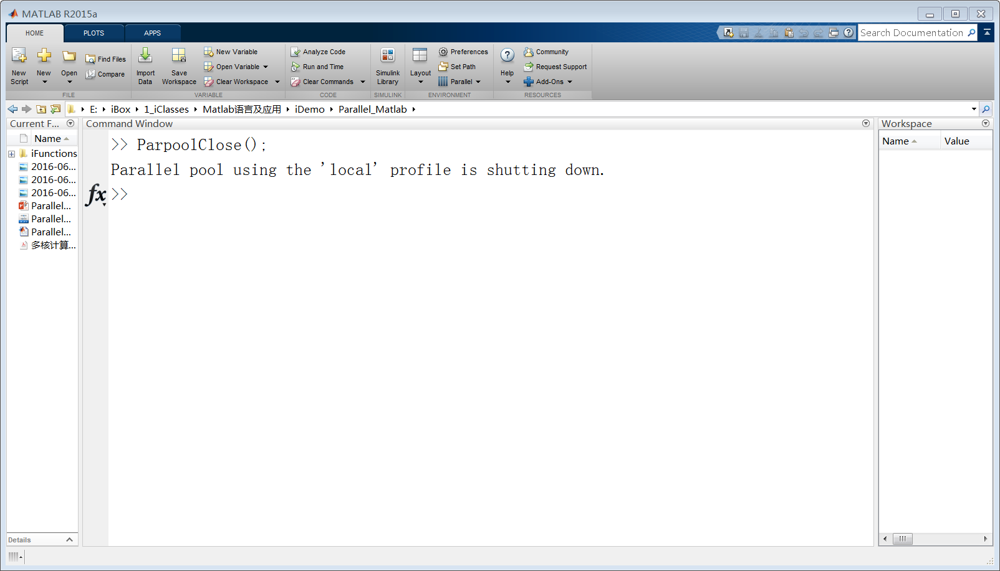 MATLAB R2015a
HOME
PLOTS
APPS
Search Documentation
New Script
New
Open
Find Files
Compare
FILE
Import Data
Save Workspace
New Variable
Open Variable
Clear Workspace
VARIABLE
Analyze Code
Run and Time
Clear Commands
CODE
Simulink Library
SIMULINK
Layout
Preferences
Set Path
Parallel
ENVIRONMENT
Help
Community
Request Support
Add-Ons
RESOURCES
E: iBox 1_iClasses Matlab语言及应用 iDemo Parallel_Matlab
Current F...
Name
iFunctions
2016-06...
2016-06...
2016-06...
Parallel...
Parallel...
Parallel...
多核计算...
Details
Command Window
>> ParpoolClose();
Parallel pool using the 'local' profile is shutting down.
fx >>
Workspace
Name Value